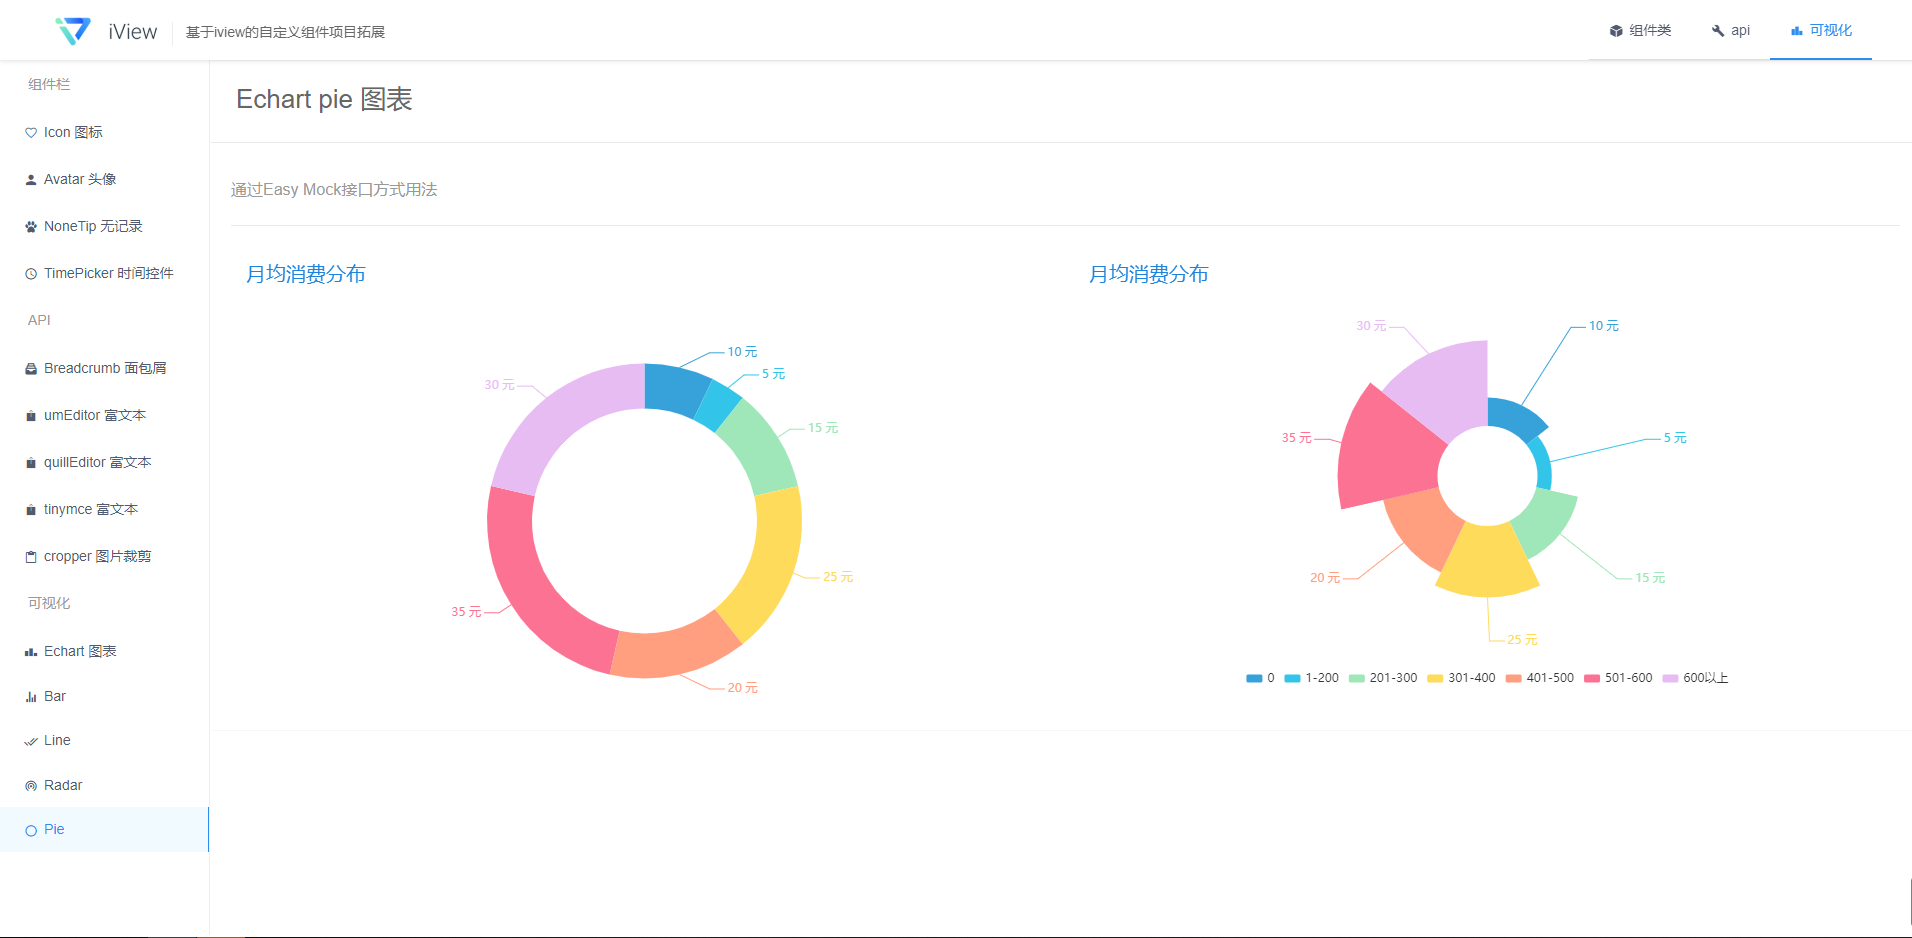 iView
基于iview的自定义组件项目拓展
组件类
api
可视化
组件栏
Icon 图标
Avatar 头像
NoneTip 无记录
TimePicker 时间控件
API
Breadcrumb 面包屑
umEditor 富文本
quillEditor 富文本
tinymce 富文本
cropper 图片裁剪
可视化
Echart 图表
Bar
Line
Radar
Pie
Echart pie 图表
通过Easy Mock接口方式用法
月均消费分布
10 元
5 元
30 元
15 元
25 元
35 元
20 元
月均消费分布
30 元
10 元
35 元
5 元
20 元
15 元
25 元
0
1-200
201-300
301-400
401-500
501-600
600以上